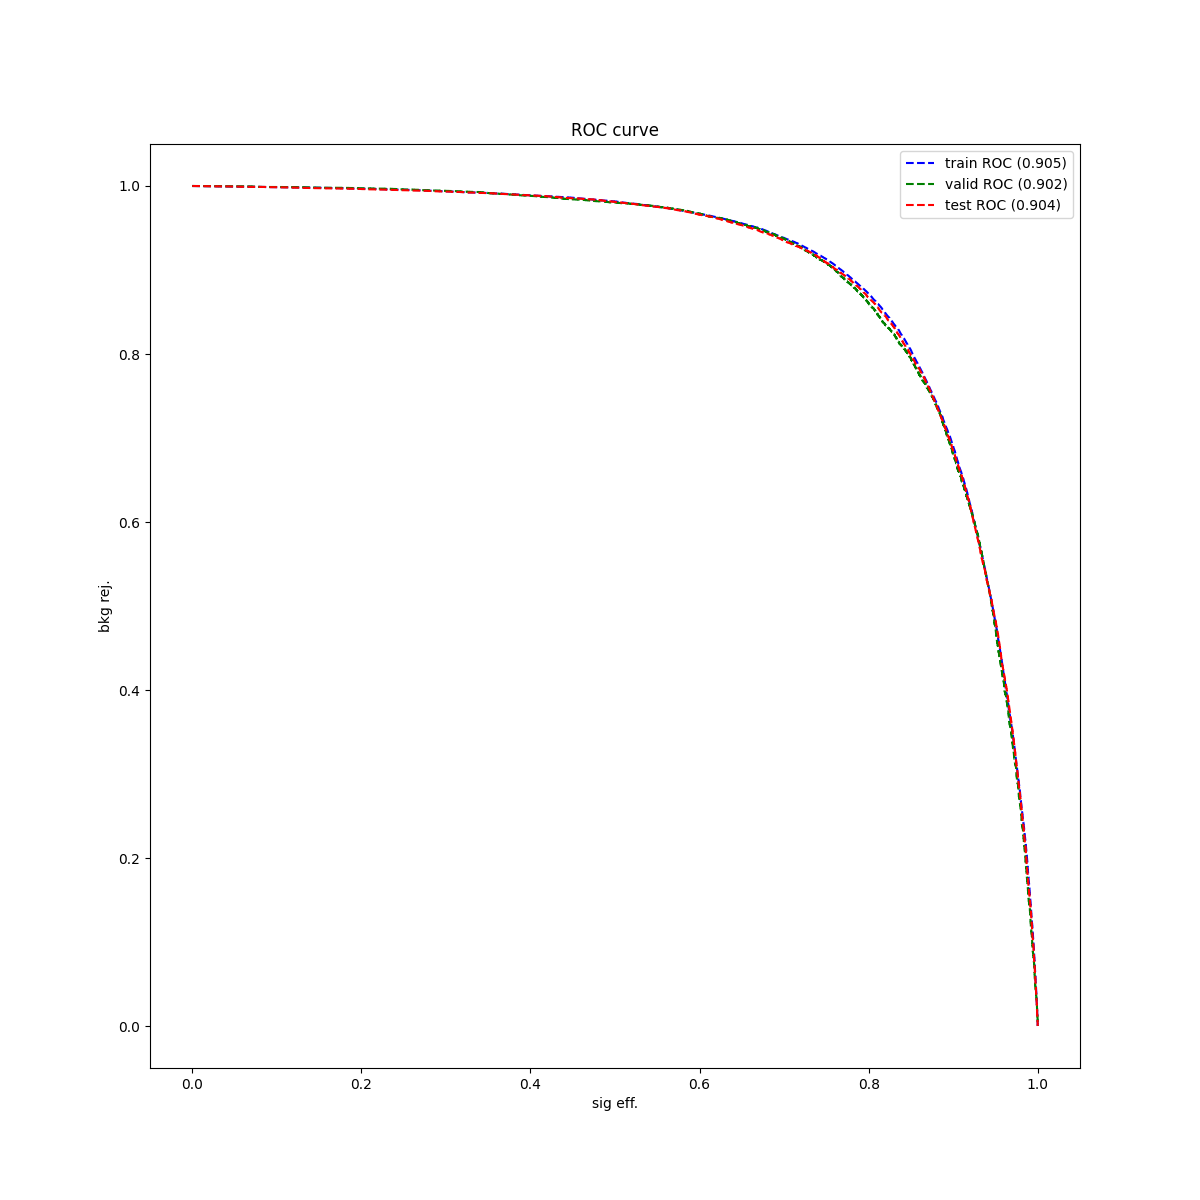 ROC curve
train ROC (0.905)
valid ROC (0.902)
test ROC (0.904)
1.0
0.8
0.6
0.4
0.2
0.0
bkg rej.
0.0 0.2 0.4 0.6 0.8 1.0
sig eff.